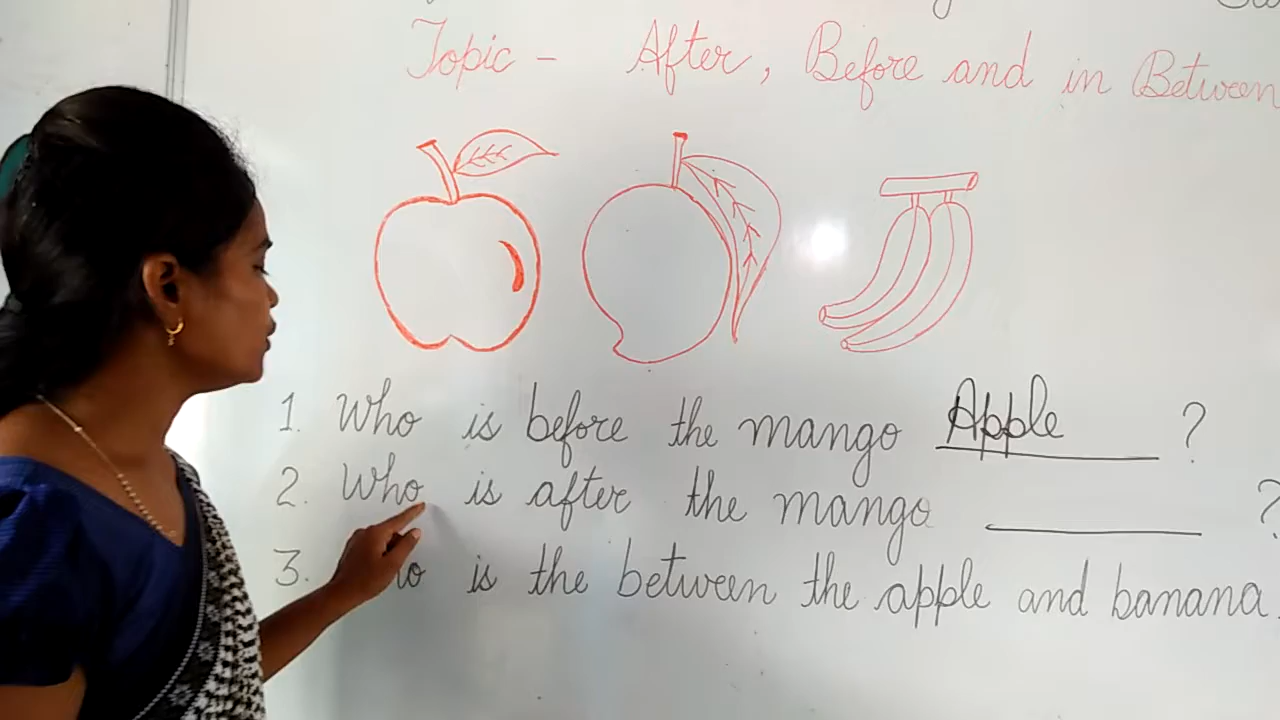 Topic - After, Before and in Between
1. Who is before the mango Apple ?
2. Who is after the mango ______ ?
3. is the between the apple and banana